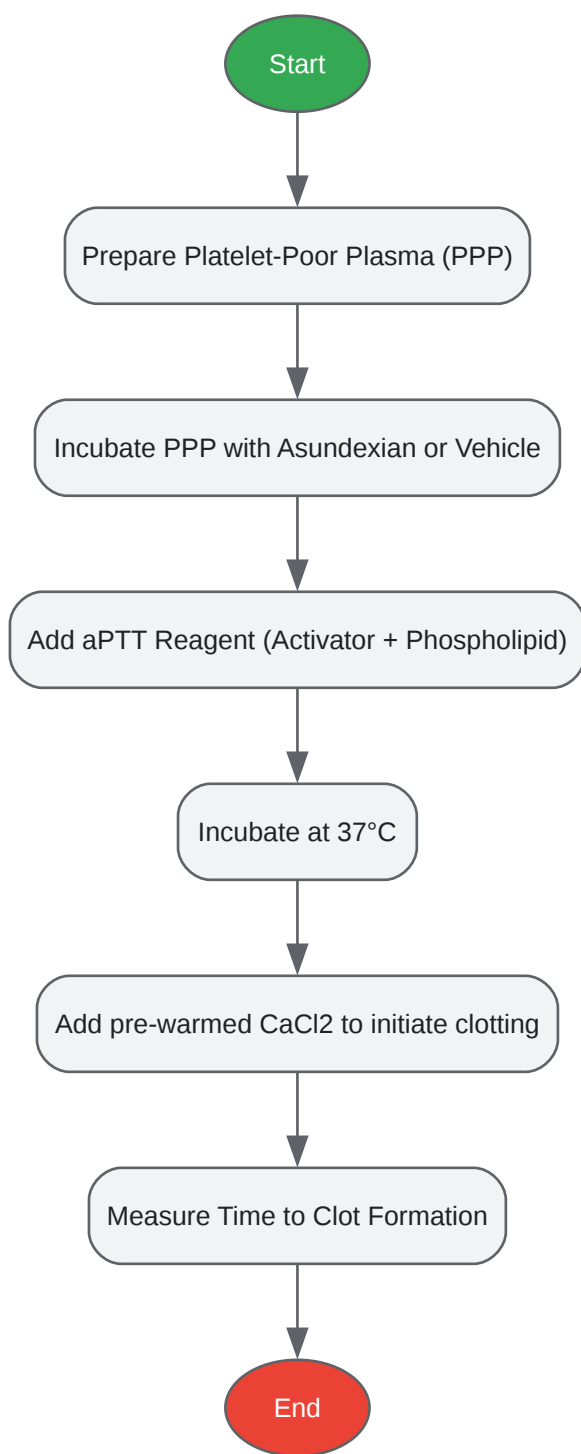 Start
Prepare Platelet-Poor Plasma (PPP)
Incubate PPP with Asundexian or Vehicle
Add aPTT Reagent (Activator + Phospholipid)
Incubate at 37°C
Add pre-warmed CaCl2 to initiate clotting
Measure Time to Clot Formation
End